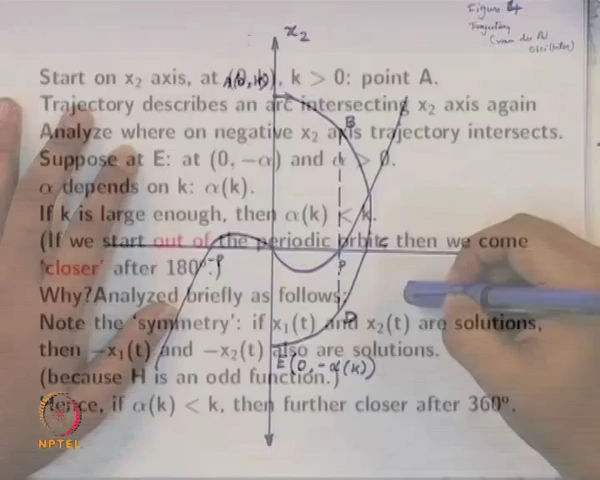 Figure 4
Trajectory
(van der Pol
Oscillator)
x₂
Start on x₂ axis, at (0, k), k > 0: point A.
A(0,k)
Trajectory describes an arc intersecting x₂ axis again
B
Analyze where on negative x₂ axis trajectory intersects.
Suppose at E: at (0, −α) and α > 0.
α depends on k: α(k).
If k is large enough, then α(k) < k.
(If we start out of the periodic orbit, then we come
C
'closer' after 180°.)
-P
P
Why? Analyzed briefly as follows:
Note the 'symmetry': if x₁(t) and x₂(t) are solutions,
D
then −x₁(t) and −x₂(t) also are solutions.
E(0, -α(k))
(because H is an odd function.)
Hence, if α(k) < k, then further closer after 360°.
NPTEL